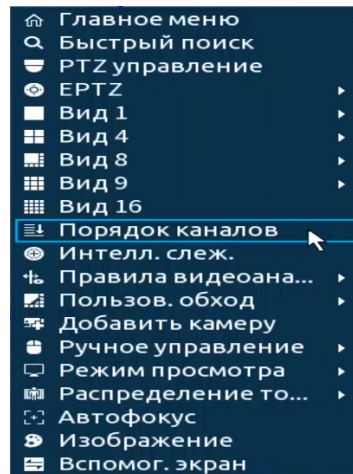 Главное меню
Быстрый поиск
PTZ управление
EPTZ
Вид 1
Вид 4
Вид 8
Вид 9
Вид 16
Порядок каналов
Интелл. слеж.
Правила видеоана...
Пользов. обход
Добавить камеру
Ручное управление
Режим просмотра
Распределение то...
Автофокус
Изображение
Вспомог. экран